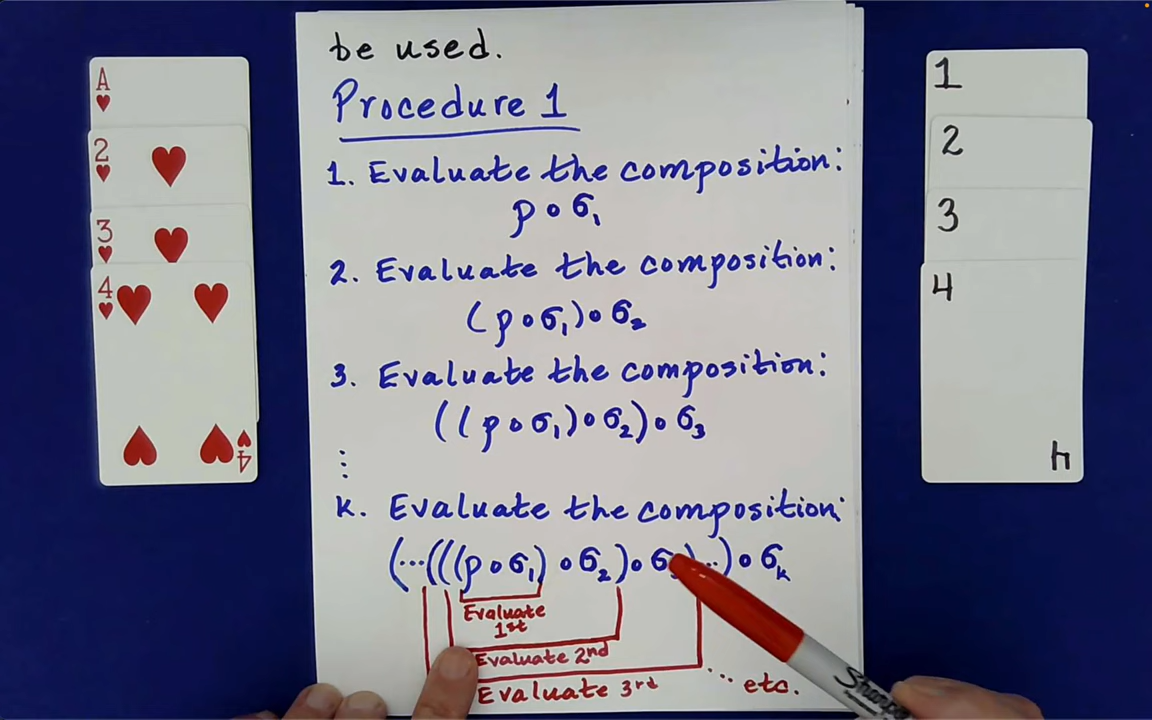 be used.
Procedure 1
1. Evaluate the composition:
p ∘ σ₁
2. Evaluate the composition:
(p ∘ σ₁) ∘ σ₂
3. Evaluate the composition:
((p ∘ σ₁) ∘ σ₂) ∘ σ₃
⋮
k. Evaluate the composition:
(⋯(((p ∘ σ₁) ∘ σ₂) ∘ σ₃)⋯) ∘ σₖ
Evaluate
1st
Evaluate 2nd
Evaluate 3rd ⋯ etc.
A
2
3
4
4
1
2
3
4
4
Sharpie